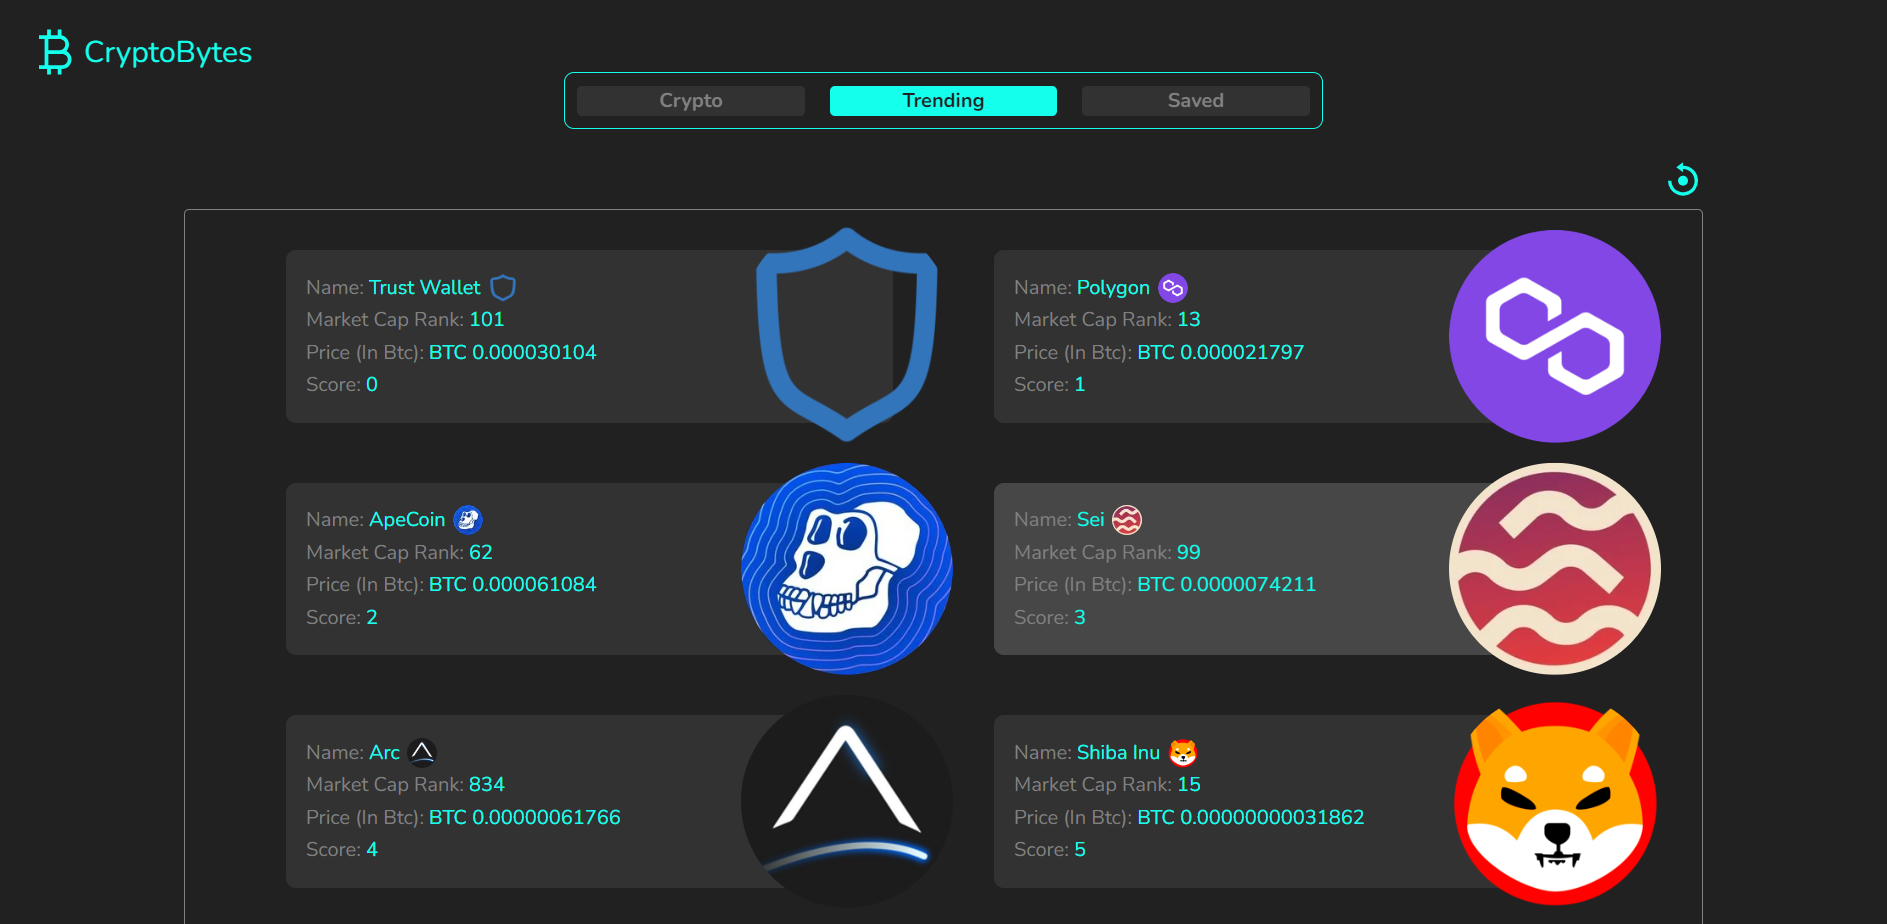 CryptoBytes
Crypto
Trending
Saved
Name: Trust Wallet
Market Cap Rank: 101
Price (In Btc): BTC 0.000030104
Score: 0
Name: Polygon
Market Cap Rank: 13
Price (In Btc): BTC 0.000021797
Score: 1
Name: ApeCoin
Market Cap Rank: 62
Price (In Btc): BTC 0.000061084
Score: 2
Name: Sei
Market Cap Rank: 99
Price (In Btc): BTC 0.0000074211
Score: 3
Name: Arc
Market Cap Rank: 834
Price (In Btc): BTC 0.00000061766
Score: 4
Name: Shiba Inu
Market Cap Rank: 15
Price (In Btc): BTC 0.00000000031862
Score: 5